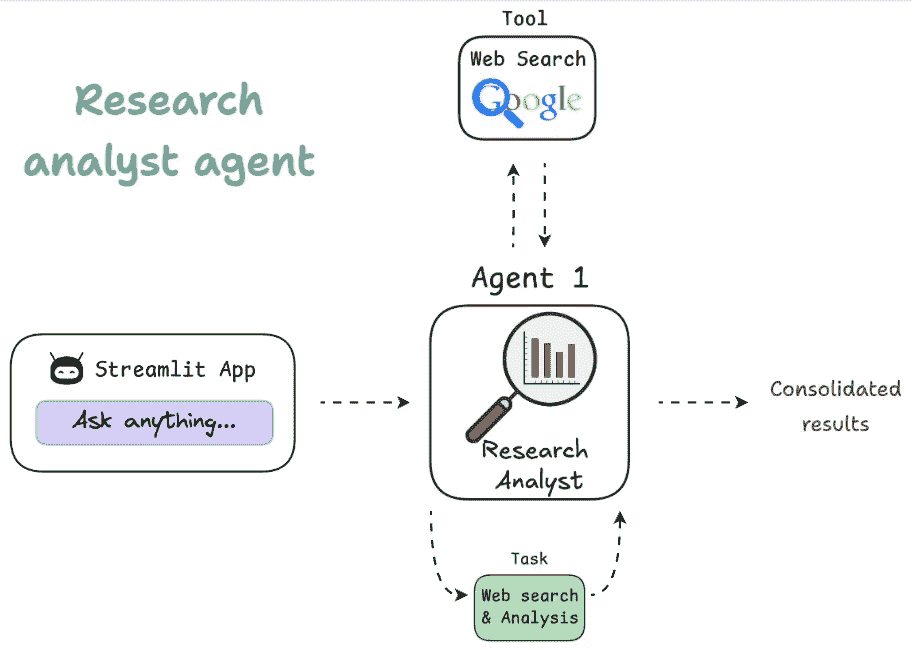 Tool
Web Search
Google
Research
analyst agent
Agent 1
Streamlit App
Ask anything...
Research
Analyst
Consolidated
results
Task
Web search
& Analysis